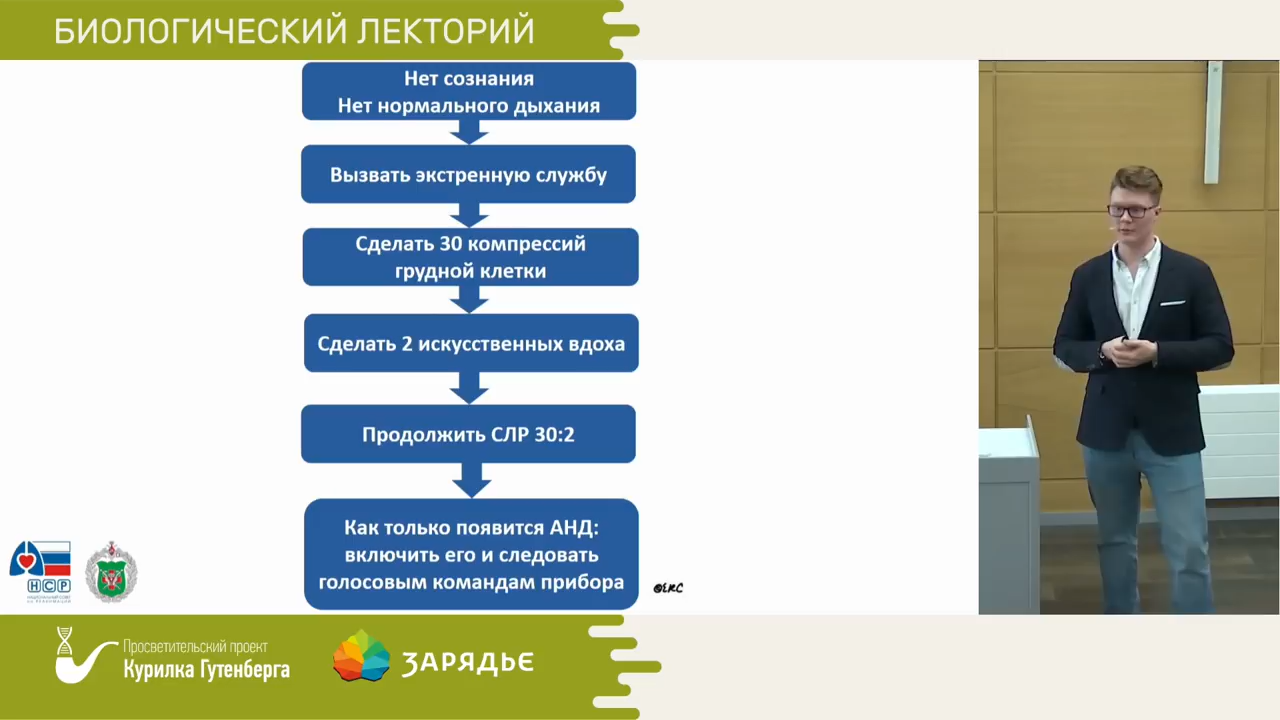 БИОЛОГИЧЕСКИЙ ЛЕКТОРИЙ
Нет сознания
Нет нормального дыхания
Вызвать экстренную службу
Сделать 30 компрессий
грудной клетки
Сделать 2 искусственных вдоха
Продолжить СЛР 30:2
Как только появится АНД:
включить его и следовать
голосовым командам прибора
@ERC
НСР
Просветительский проект
Курилка Гутенберга
ЗАРЯДЬЕ